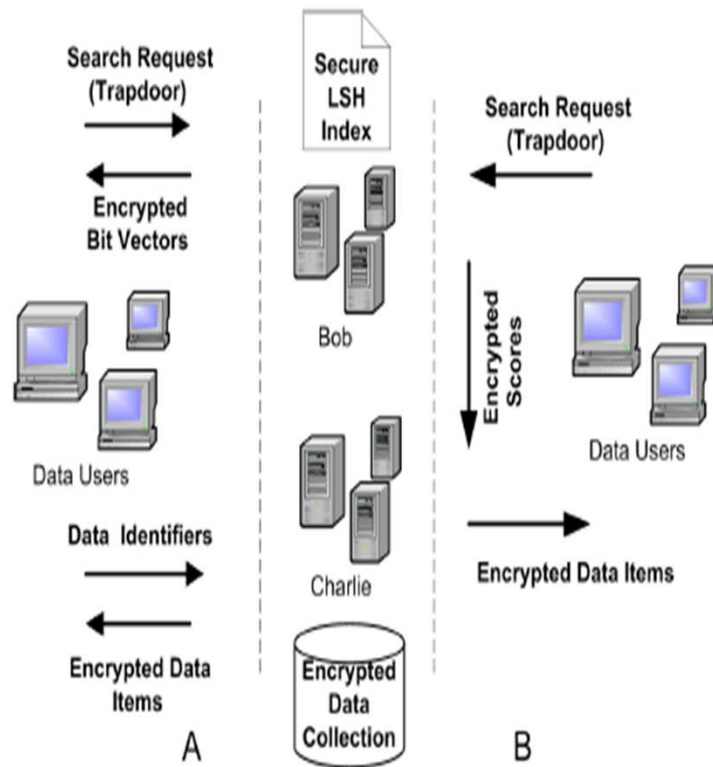 Search Request
(Trapdoor)
Encrypted
Bit Vectors
Data Users
Data Identifiers
Encrypted Data
Items
A
Secure
LSH
Index
Bob
Charlie
Encrypted
Data
Collection
Search Request
(Trapdoor)
Encrypted
Scores
Data Users
Encrypted Data Items
B